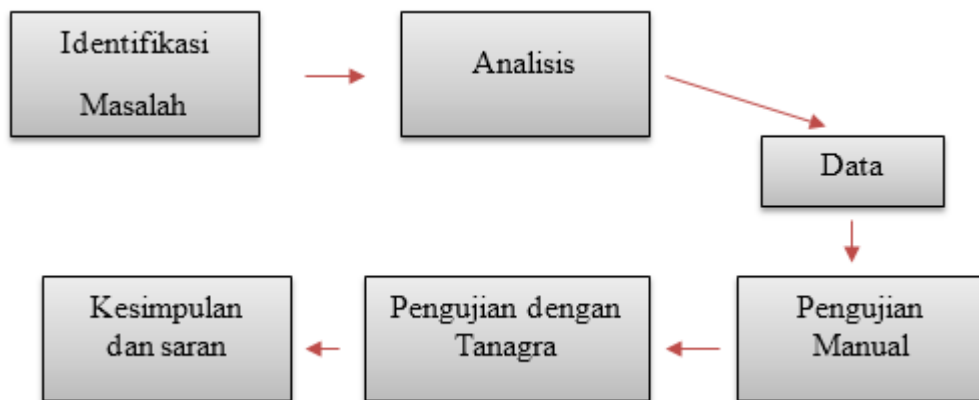 Identifikasi
Masalah
Analisis
Data
Pengujian
Manual
Pengujian dengan
Tanagra
Kesimpulan
dan saran